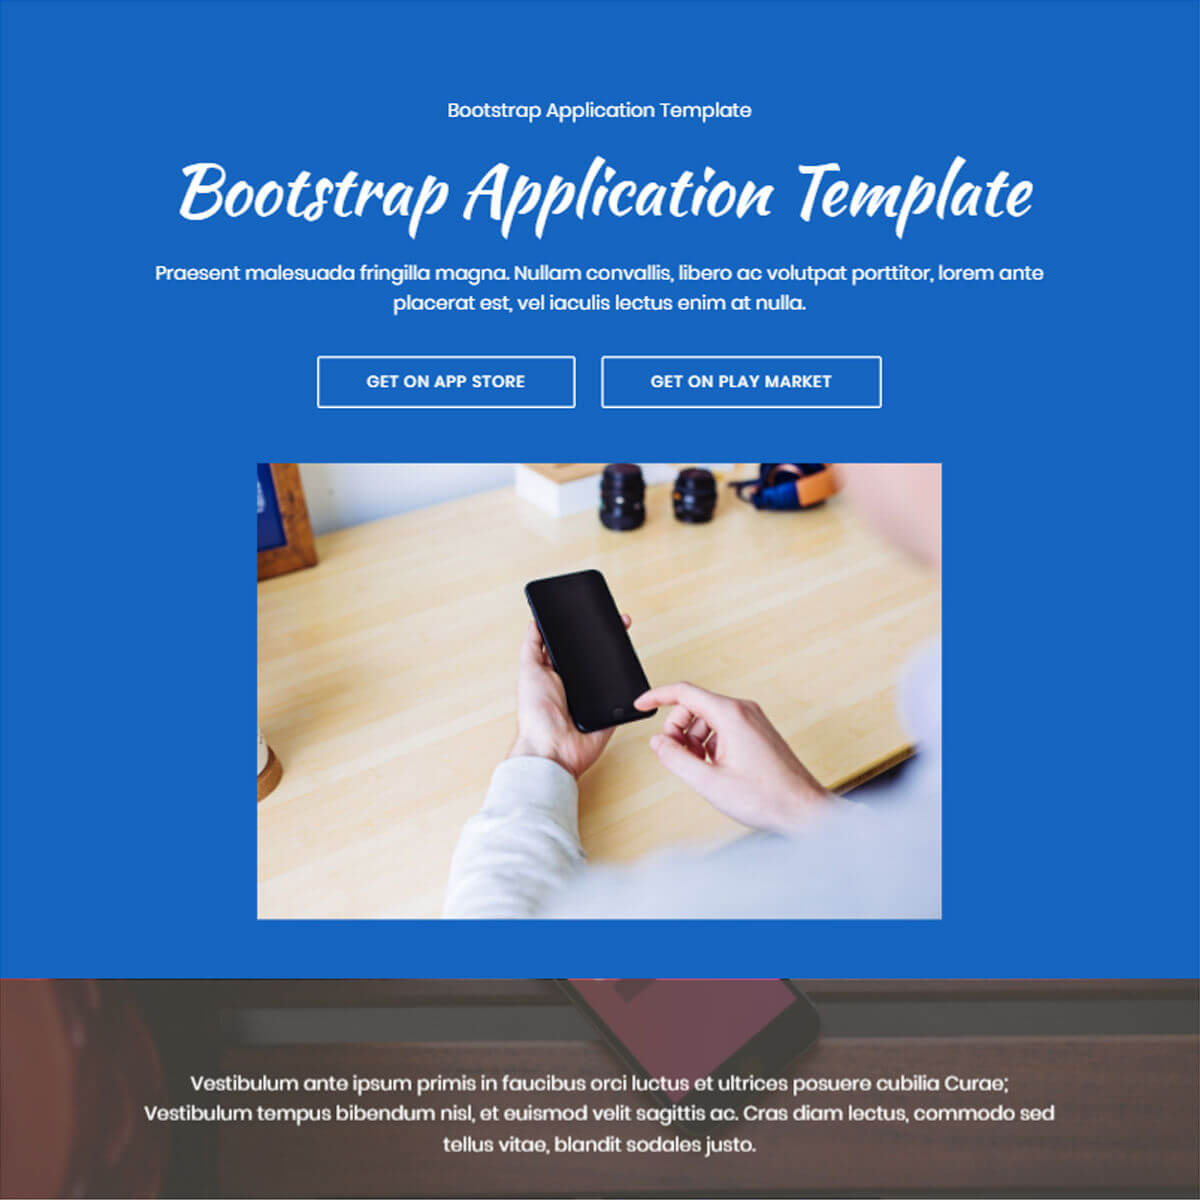 Bootstrap Application Template
Bootstrap Application Template
Praesent malesuada fringilla magna. Nullam convallis, libero ac volutpat porttitor, lorem ante
placerat est, vel iaculis lectus enim at nulla.
GET ON APP STORE
GET ON PLAY MARKET
Vestibulum ante ipsum primis in faucibus orci luctus et ultrices posuere cubilia Curae;
Vestibulum tempus bibendum nisl, et euismod velit sagittis ac. Cras diam lectus, commodo sed
tellus vitae, blandit sodales justo.